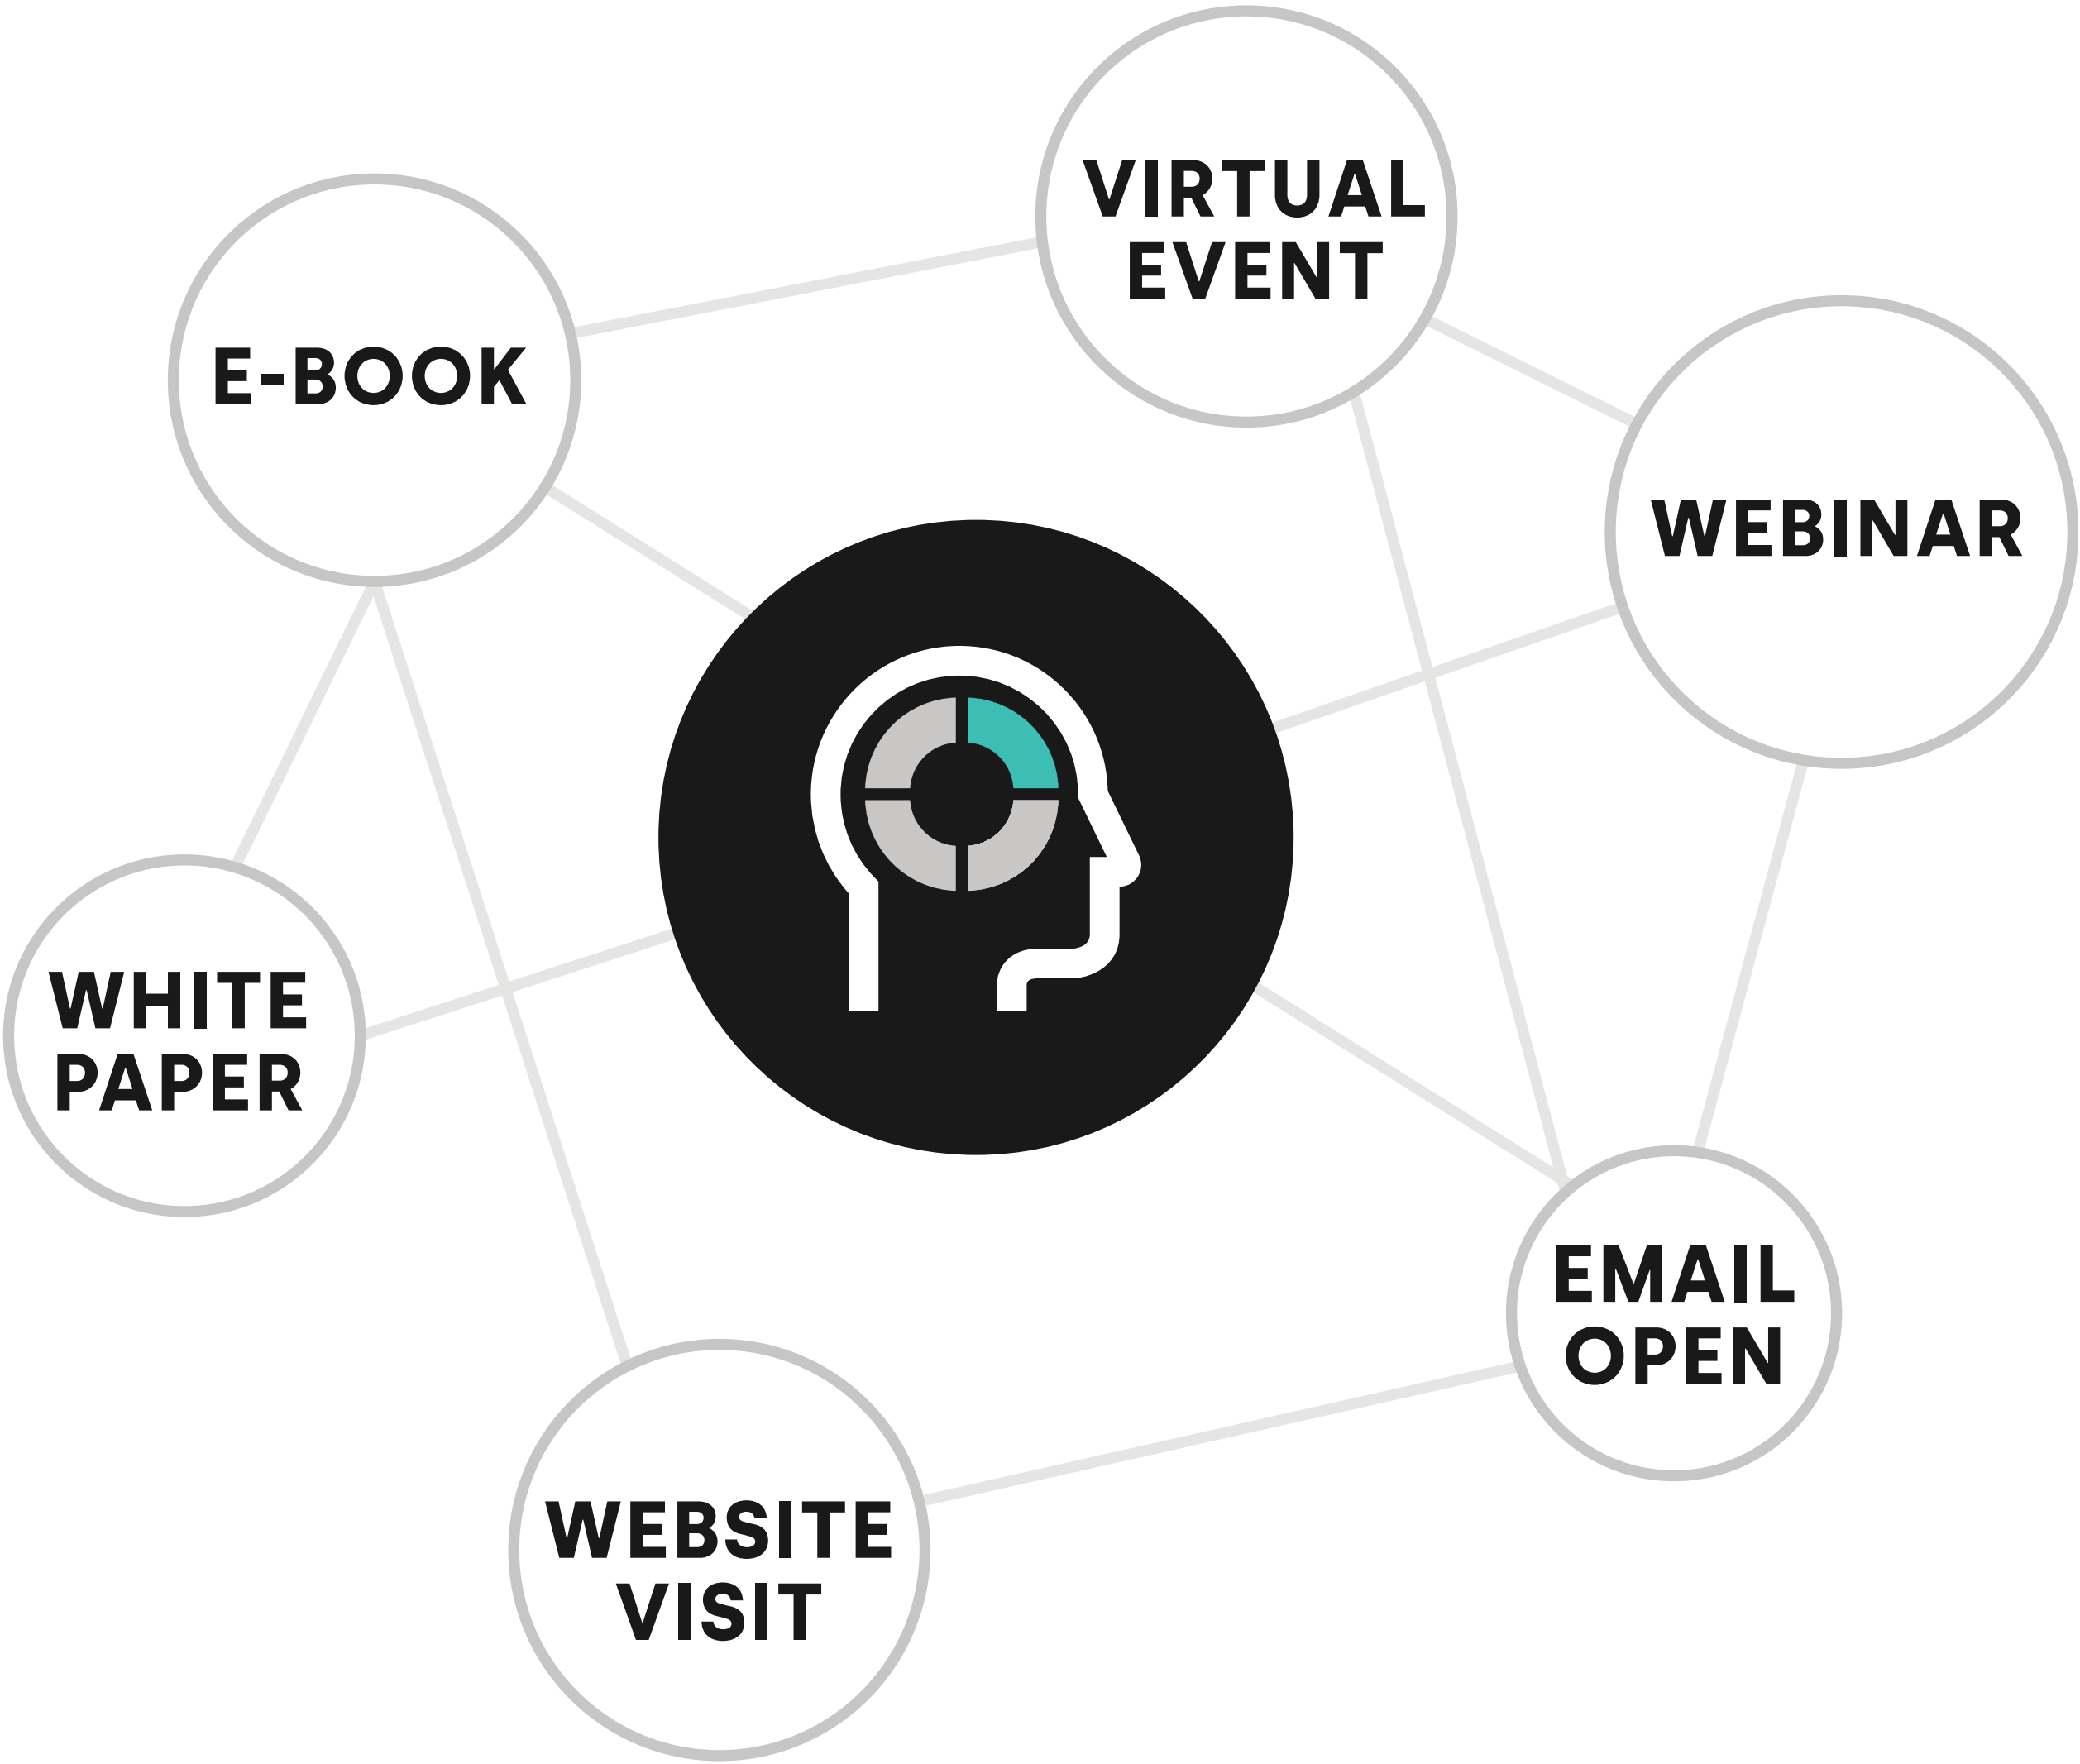 VIRTUAL
EVENT
E-BOOK
WEBINAR
WHITE
PAPER
EMAIL
OPEN
WEBSITE
VISIT